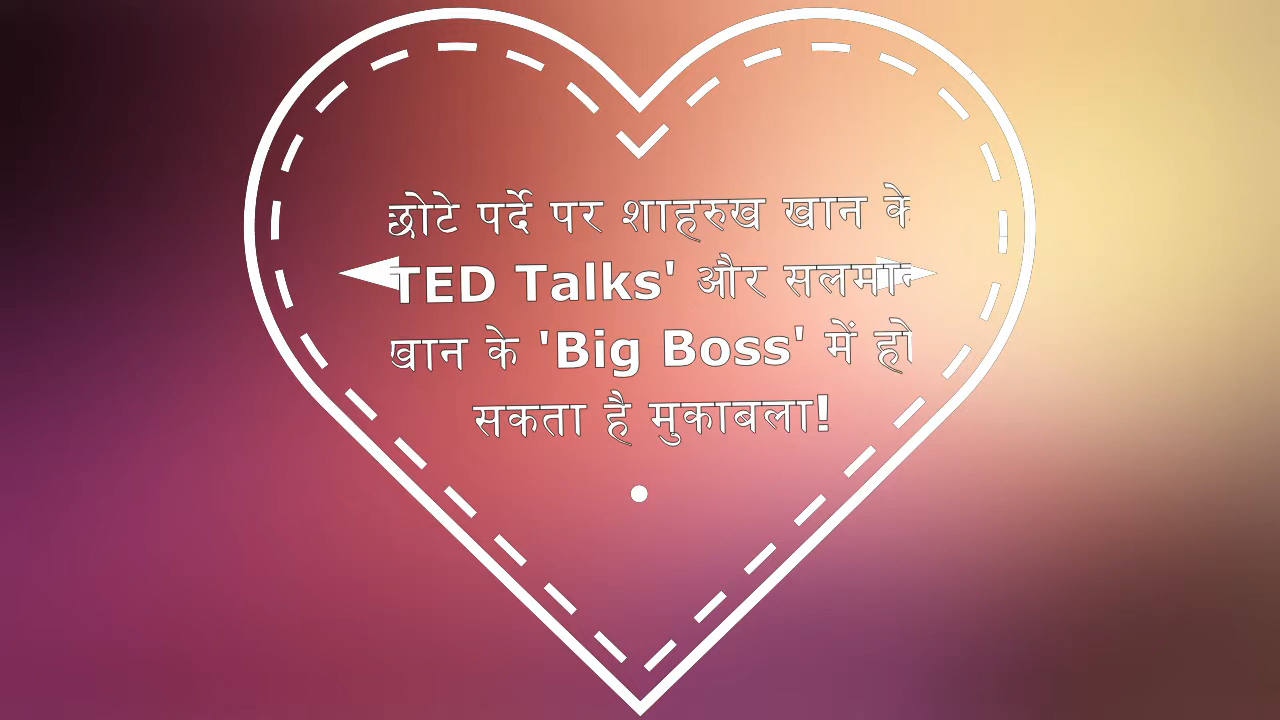 छोटे पर्दे पर शाहरुख खान के
TED Talks' और सलमान
खान के 'Big Boss' में हो
सकता है मुकाबला!